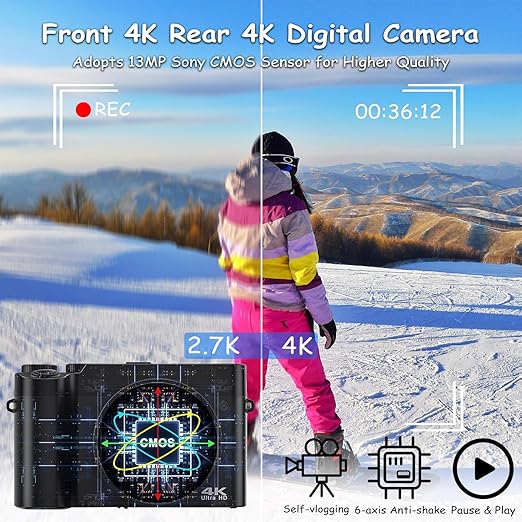 Front 4K Rear 4K Digital Camera
Adopts 13MP Sony CMOS Sensor for Higher Quality
REC 00:36:12
2.7K 4K
CMOS
4K
Ultra HD
Self-vlogging 6-axis Anti-shake Pause & Play